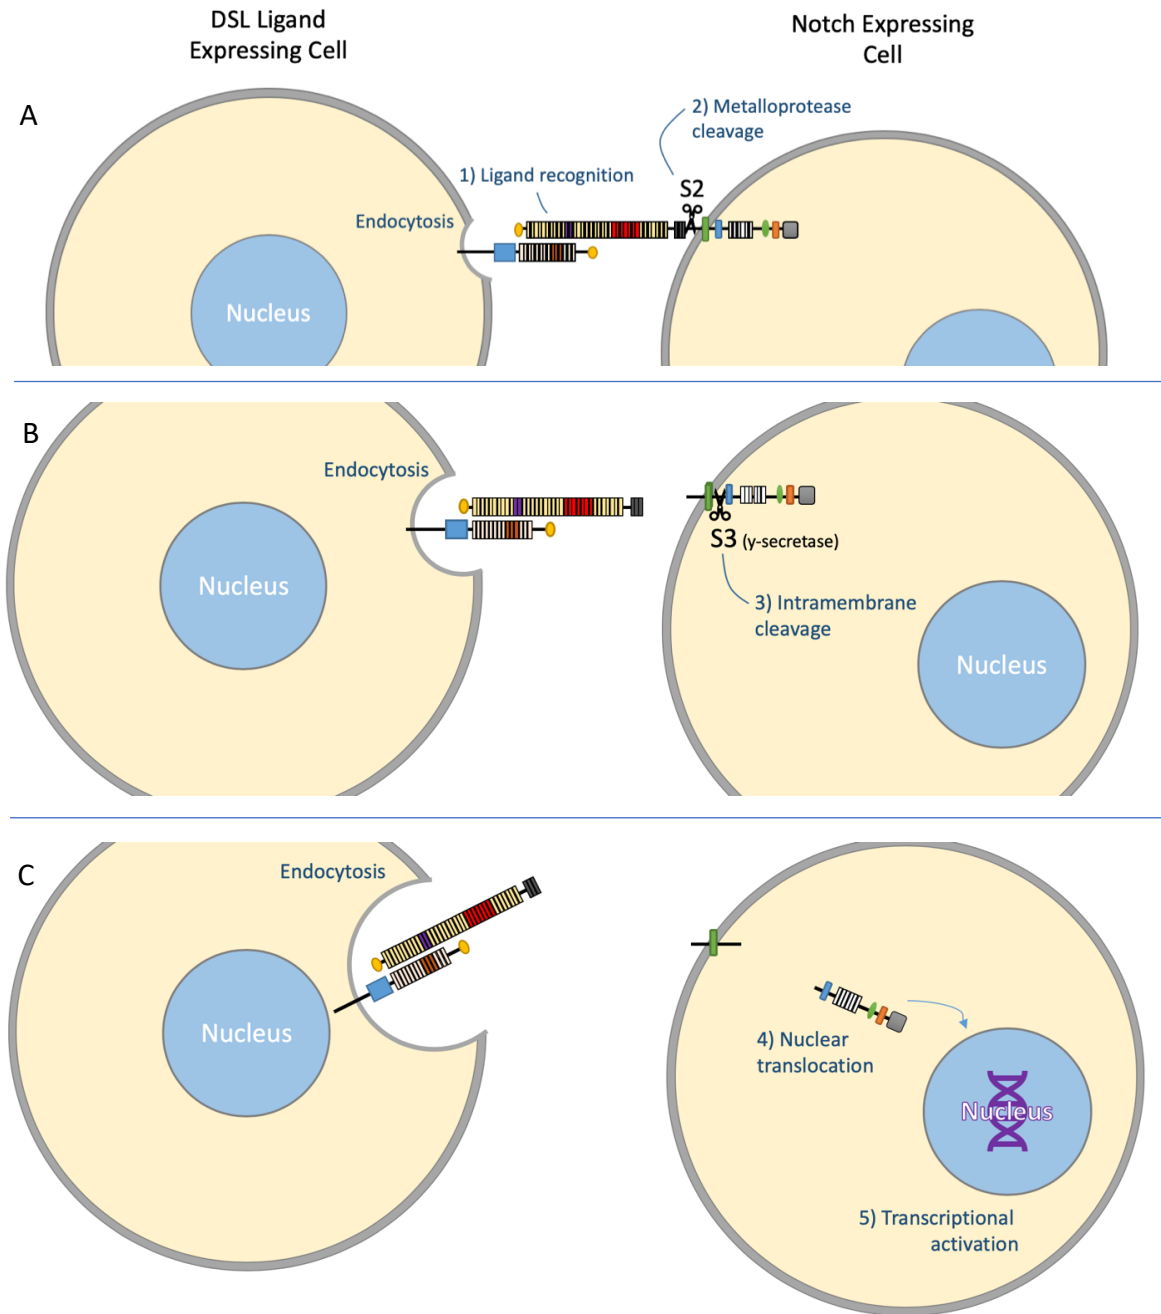 DSL Ligand
Expressing Cell
Notch Expressing
Cell
A
2) Metalloprotease
cleavage
1) Ligand recognition
S2
Endocytosis
Nucleus
B
Endocytosis
S3 (y-secretase)
3) Intramembrane
cleavage
Nucleus
Nucleus
C
Endocytosis
Nucleus
4) Nuclear
translocation
Nucleus
5) Transcriptional
activation